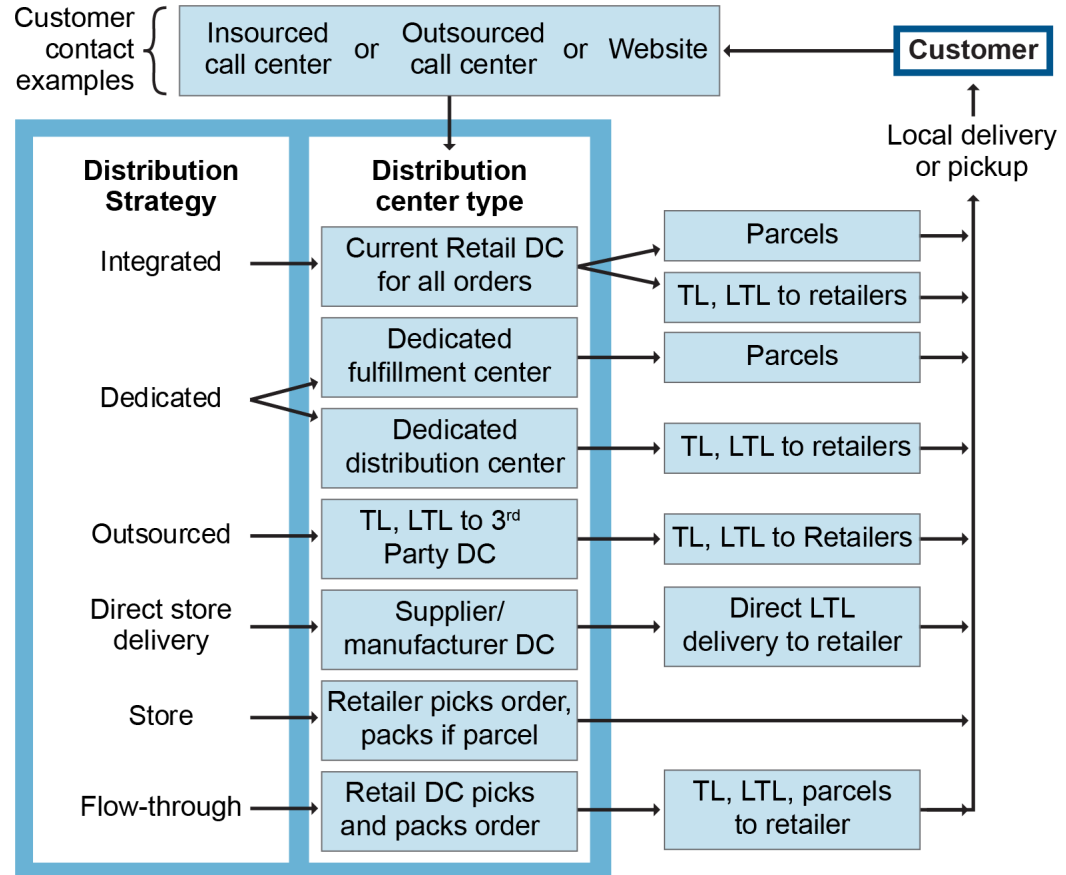 Customer
contact
examples
Insourced
call center
or
Outsourced
call center
or
Website
Customer
Local delivery
or pickup
Distribution
Strategy
Distribution
center type
Integrated
Current Retail DC
for all orders
Parcels
TL, LTL to retailers
Dedicated
Dedicated
fulfillment center
Parcels
Dedicated
distribution center
TL, LTL to retailers
Outsourced
TL, LTL to 3rd
Party DC
TL, LTL to Retailers
Direct store
delivery
Supplier/
manufacturer DC
Direct LTL
delivery to retailer
Store
Retailer picks order,
packs if parcel
Flow-through
Retail DC picks
and packs order
TL, LTL, parcels
to retailer